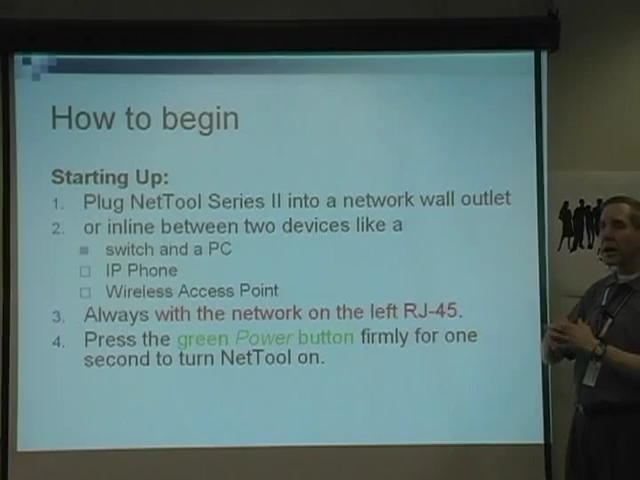 How to begin
Starting Up:
1. Plug NetTool Series II into a network wall outlet
2. or inline between two devices like a
switch and a PC
IP Phone
Wireless Access Point
3. Always with the network on the left RJ-45.
4. Press the green Power button firmly for one
second to turn NetTool on.